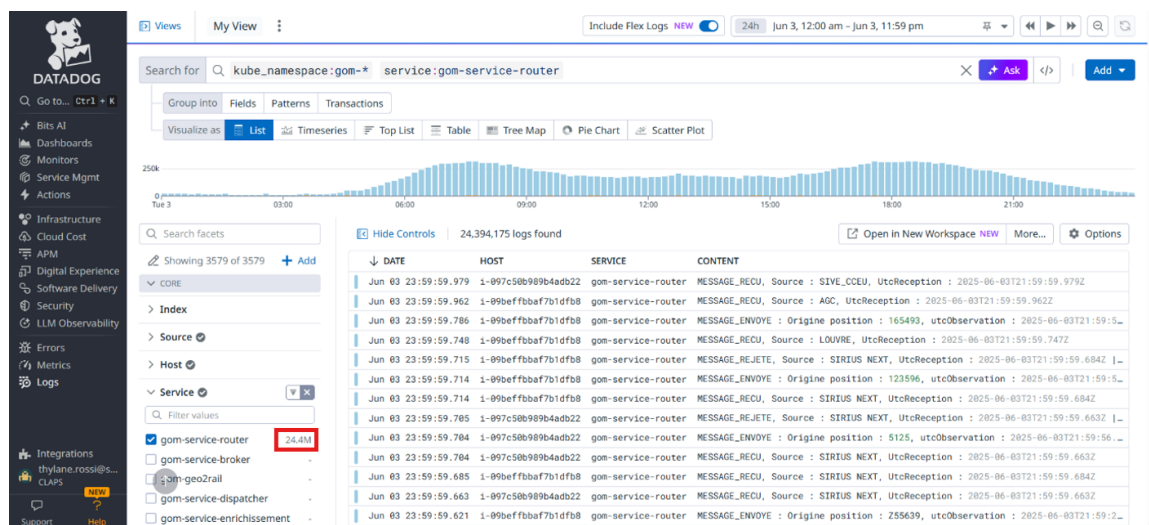 DATADOG
Go to... Ctrl + K
Bits AI
Dashboards
Monitors
Service Mgmt
Actions
Infrastructure
Cloud Cost
APM
Digital Experience
Software Delivery
Security
LLM Observability
Errors
Metrics
Logs
Integrations
thylane.rossi@s...
CLAPS
NEW
Support Help
Views My View
Include Flex Logs NEW 24h Jun 3, 12:00 am – Jun 3, 11:59 pm
Search for kube_namespace:gom-* service:gom-service-router Ask </> Add
Group into Fields Patterns Transactions
Visualize as List Timeseries Top List Table Tree Map Pie Chart Scatter Plot
250k
0
Tue 3 03:00 06:00 09:00 12:00 15:00 18:00 21:00
Search facets
Showing 3579 of 3579 + Add
CORE
Index
Source
Host
Service
Filter values
gom-service-router 24.4M
gom-service-broker -
gom-geo2rail -
gom-service-dispatcher -
gom-service-enrichissement -
Hide Controls 24,394,175 logs found Open in New Workspace NEW More... Options
DATE HOST SERVICE CONTENT
Jun 03 23:59:59.979 i-097c50b989b4adb22 gom-service-router MESSAGE_RECU, Source : SIVE_CCEU, UtcReception : 2025-06-03T21:59:59.979Z
Jun 03 23:59:59.962 i-09beffbbaf7b1dfb8 gom-service-router MESSAGE_RECU, Source : AGC, UtcReception : 2025-06-03T21:59:59.962Z
Jun 03 23:59:59.786 i-09beffbbaf7b1dfb8 gom-service-router MESSAGE_ENVOYE : Origine position : 165493, utcObservation : 2025-06-03T21:59:5…
Jun 03 23:59:59.748 i-09beffbbaf7b1dfb8 gom-service-router MESSAGE_RECU, Source : LOUVRE, UtcReception : 2025-06-03T21:59:59.747Z
Jun 03 23:59:59.715 i-09beffbbaf7b1dfb8 gom-service-router MESSAGE_REJETE, Source : SIRIUS NEXT, UtcReception : 2025-06-03T21:59:59.684Z |…
Jun 03 23:59:59.714 i-09beffbbaf7b1dfb8 gom-service-router MESSAGE_ENVOYE : Origine position : 123596, utcObservation : 2025-06-03T21:59:5…
Jun 03 23:59:59.714 i-09beffbbaf7b1dfb8 gom-service-router MESSAGE_RECU, Source : SIRIUS NEXT, UtcReception : 2025-06-03T21:59:59.684Z
Jun 03 23:59:59.705 i-097c50b989b4adb22 gom-service-router MESSAGE_REJETE, Source : SIRIUS NEXT, UtcReception : 2025-06-03T21:59:59.663Z |…
Jun 03 23:59:59.704 i-097c50b989b4adb22 gom-service-router MESSAGE_ENVOYE : Origine position : 5125, utcObservation : 2025-06-03T21:59:56.…
Jun 03 23:59:59.704 i-097c50b989b4adb22 gom-service-router MESSAGE_RECU, Source : SIRIUS NEXT, UtcReception : 2025-06-03T21:59:59.663Z
Jun 03 23:59:59.685 i-097c50b989b4adb22 gom-service-router MESSAGE_RECU, Source : SIRIUS NEXT, UtcReception : 2025-06-03T21:59:59.684Z
Jun 03 23:59:59.663 i-097c50b989b4adb22 gom-service-router MESSAGE_RECU, Source : SIRIUS NEXT, UtcReception : 2025-06-03T21:59:59.663Z
Jun 03 23:59:59.621 i-09beffbbaf7b1dfb8 gom-service-router MESSAGE_ENVOYE : Origine position : Z55639, utcObservation : 2025-06-03T21:59:2…